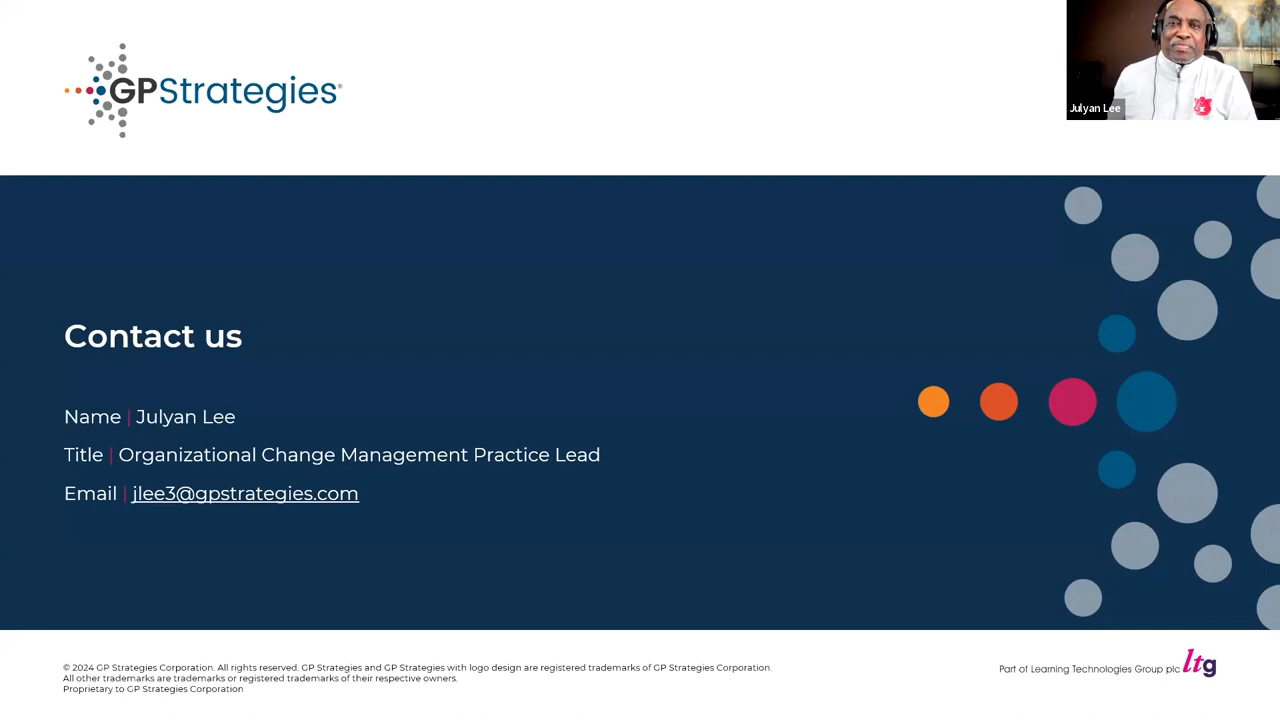 GPStrategies®
Julyan Lee
Contact us
Name | Julyan Lee
Title | Organizational Change Management Practice Lead
Email | jlee3@gpstrategies.com
© 2024 GP Strategies Corporation. All rights reserved. GP Strategies and GP Strategies with logo design are registered trademarks of GP Strategies Corporation.
All other trademarks are trademarks or registered trademarks of their respective owners.
Proprietary to GP Strategies Corporation
Part of Learning Technologies Group plc ltg